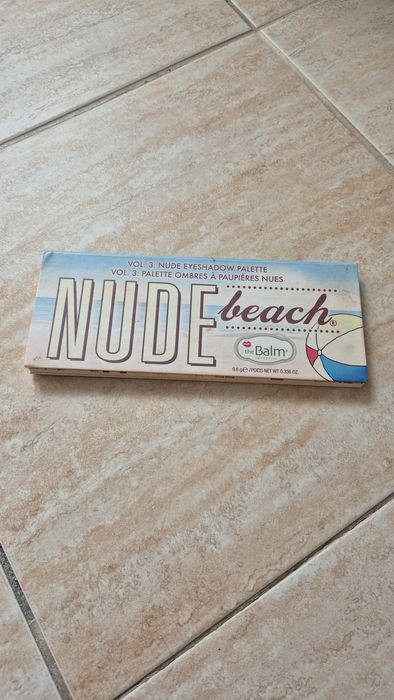 VOL. 3: NUDE EYESHADOW PALETTE
VOL. 3: PALETTE OMBRES À PAUPIÈRES NUES
NUDE beach®
theBalm®
9.6 g e /POIDS NET WT 0.336 OZ